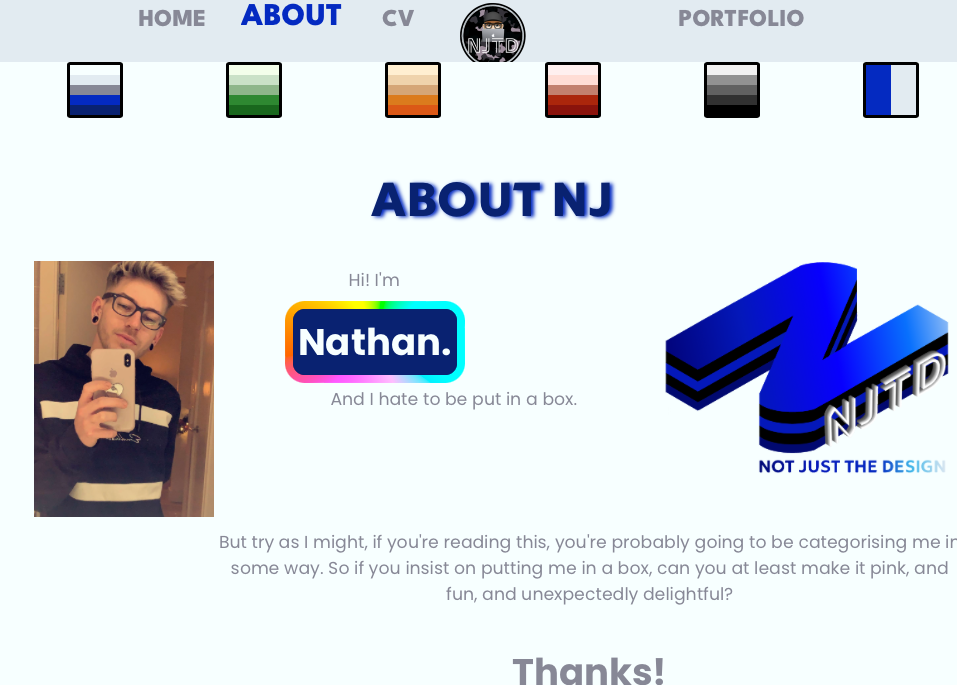 HOME ABOUT CV NJTD PORTFOLIO
ABOUT NJ
Hi! I'm
Nathan.
And I hate to be put in a box.
NJTD
NOT JUST THE DESIGN
But try as I might, if you're reading this, you're probably going to be categorising me in
some way. So if you insist on putting me in a box, can you at least make it pink, and
fun, and unexpectedly delightful?
Thanks!